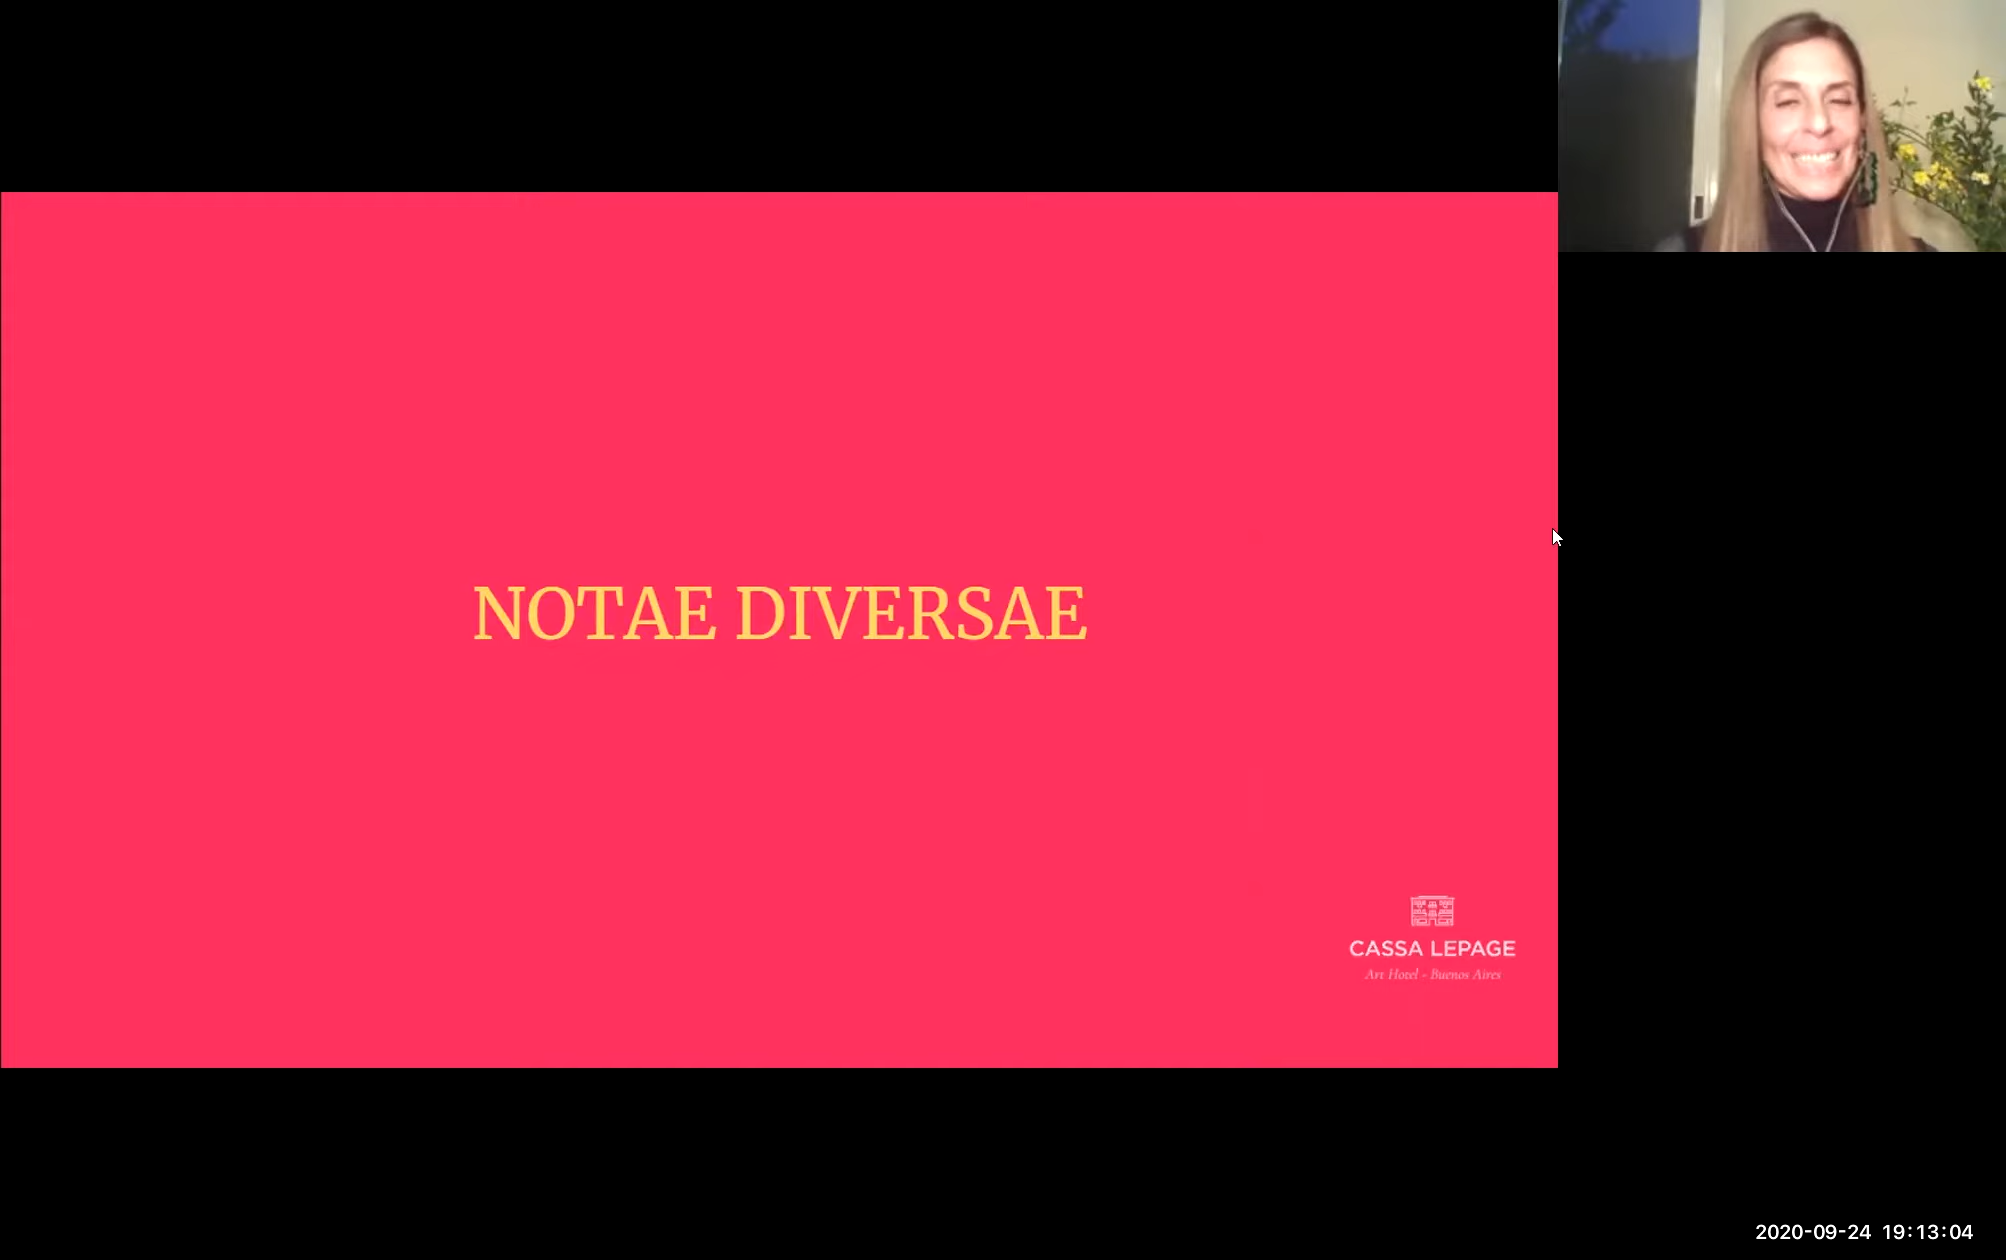 NOTAE DIVERSAE
CASSA LEPAGE
Art Hotel - Buenos Aires
2020-09-24 19:13:04